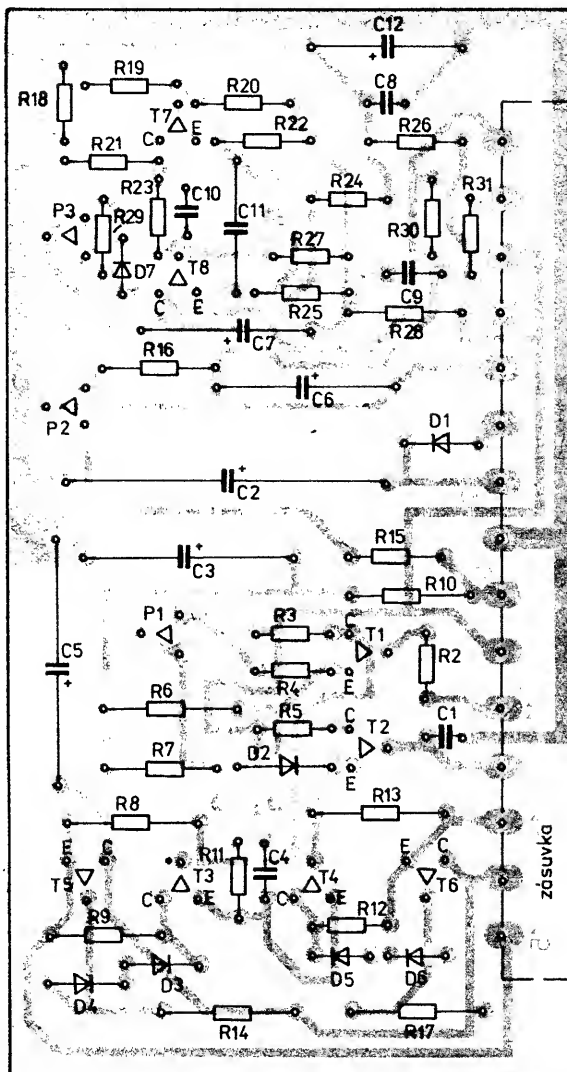 C12
R19
R18
R20
C8
T7
R22
R26
C
E
R21
R24
R31
R23
C10
C11
P3
R29
R30
R27
D7
T8
C9
C
E
R25
R28
C7
R16
C6
P2
D1
C2
R15
C3
R10
P1
R3
C
T1
C5
R4
R2
E
R6
R5
C
C1
T2
R7
D2
E
R8
R13
E
C
R11
C4
E
C
T5
T3
T4
T6
C
E
C
E
R12
R9
zásuvka
D4
D3
D5
D6
R14
R17